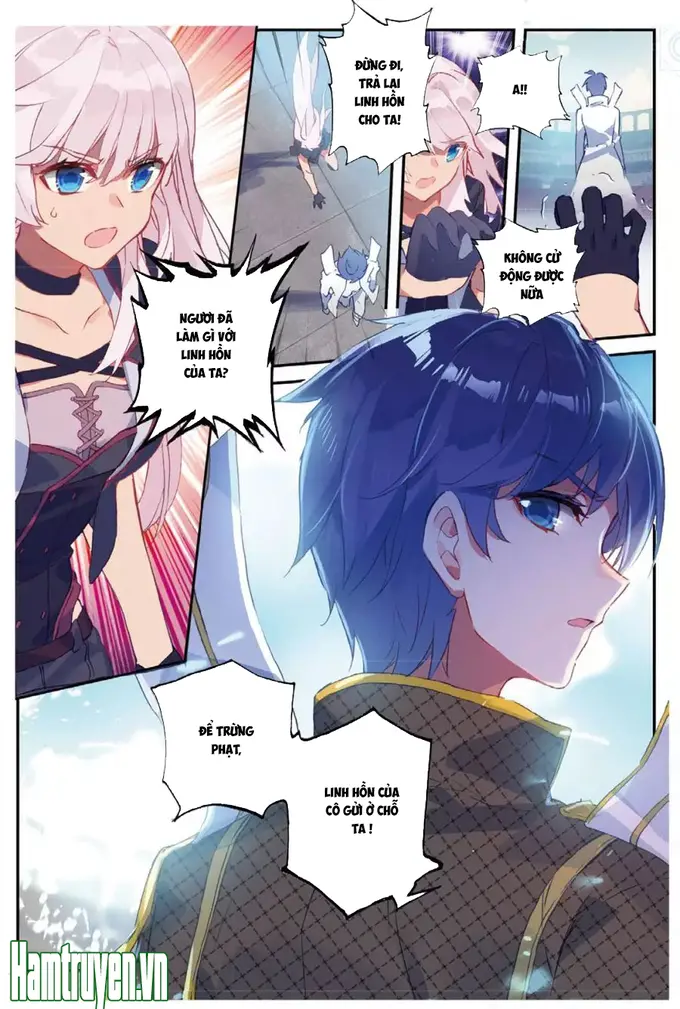 ĐỪNG ĐI,
TRẢ LẠI
LINH HỒN
CHO TA!
A!!
KHÔNG CỬ
ĐỘNG ĐƯỢC
NỮA
NGƯƠI ĐÃ
LÀM GÌ VỚI
LINH HỒN
CỦA TA?
ĐỂ TRỪNG
PHẠT,
LINH HỒN CỦA
CÔ GỬI Ở CHỖ
TA !
Hamtruyen.vn